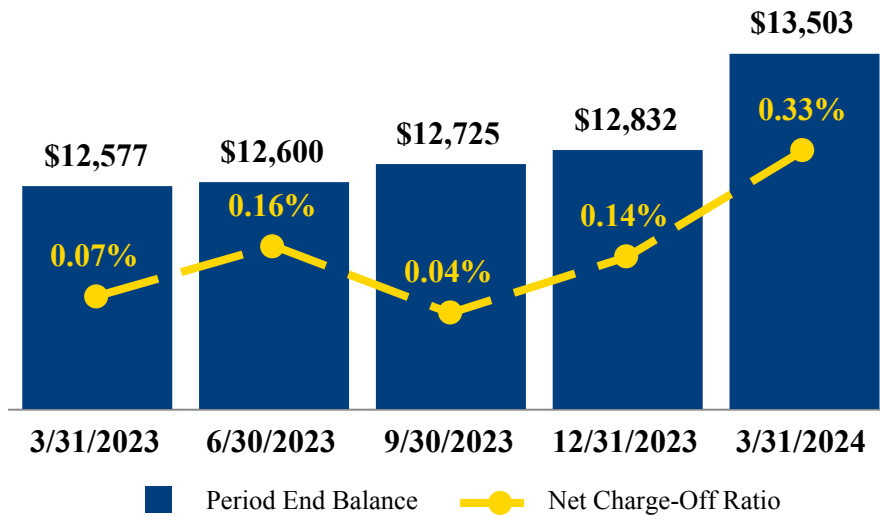 $13,503
$12,577 $12,600 $12,725 $12,832
0.07% 0.16% 0.04% 0.14% 0.33%
3/31/2023 6/30/2023 9/30/2023 12/31/2023 3/31/2024
Period End Balance Net Charge-Off Ratio